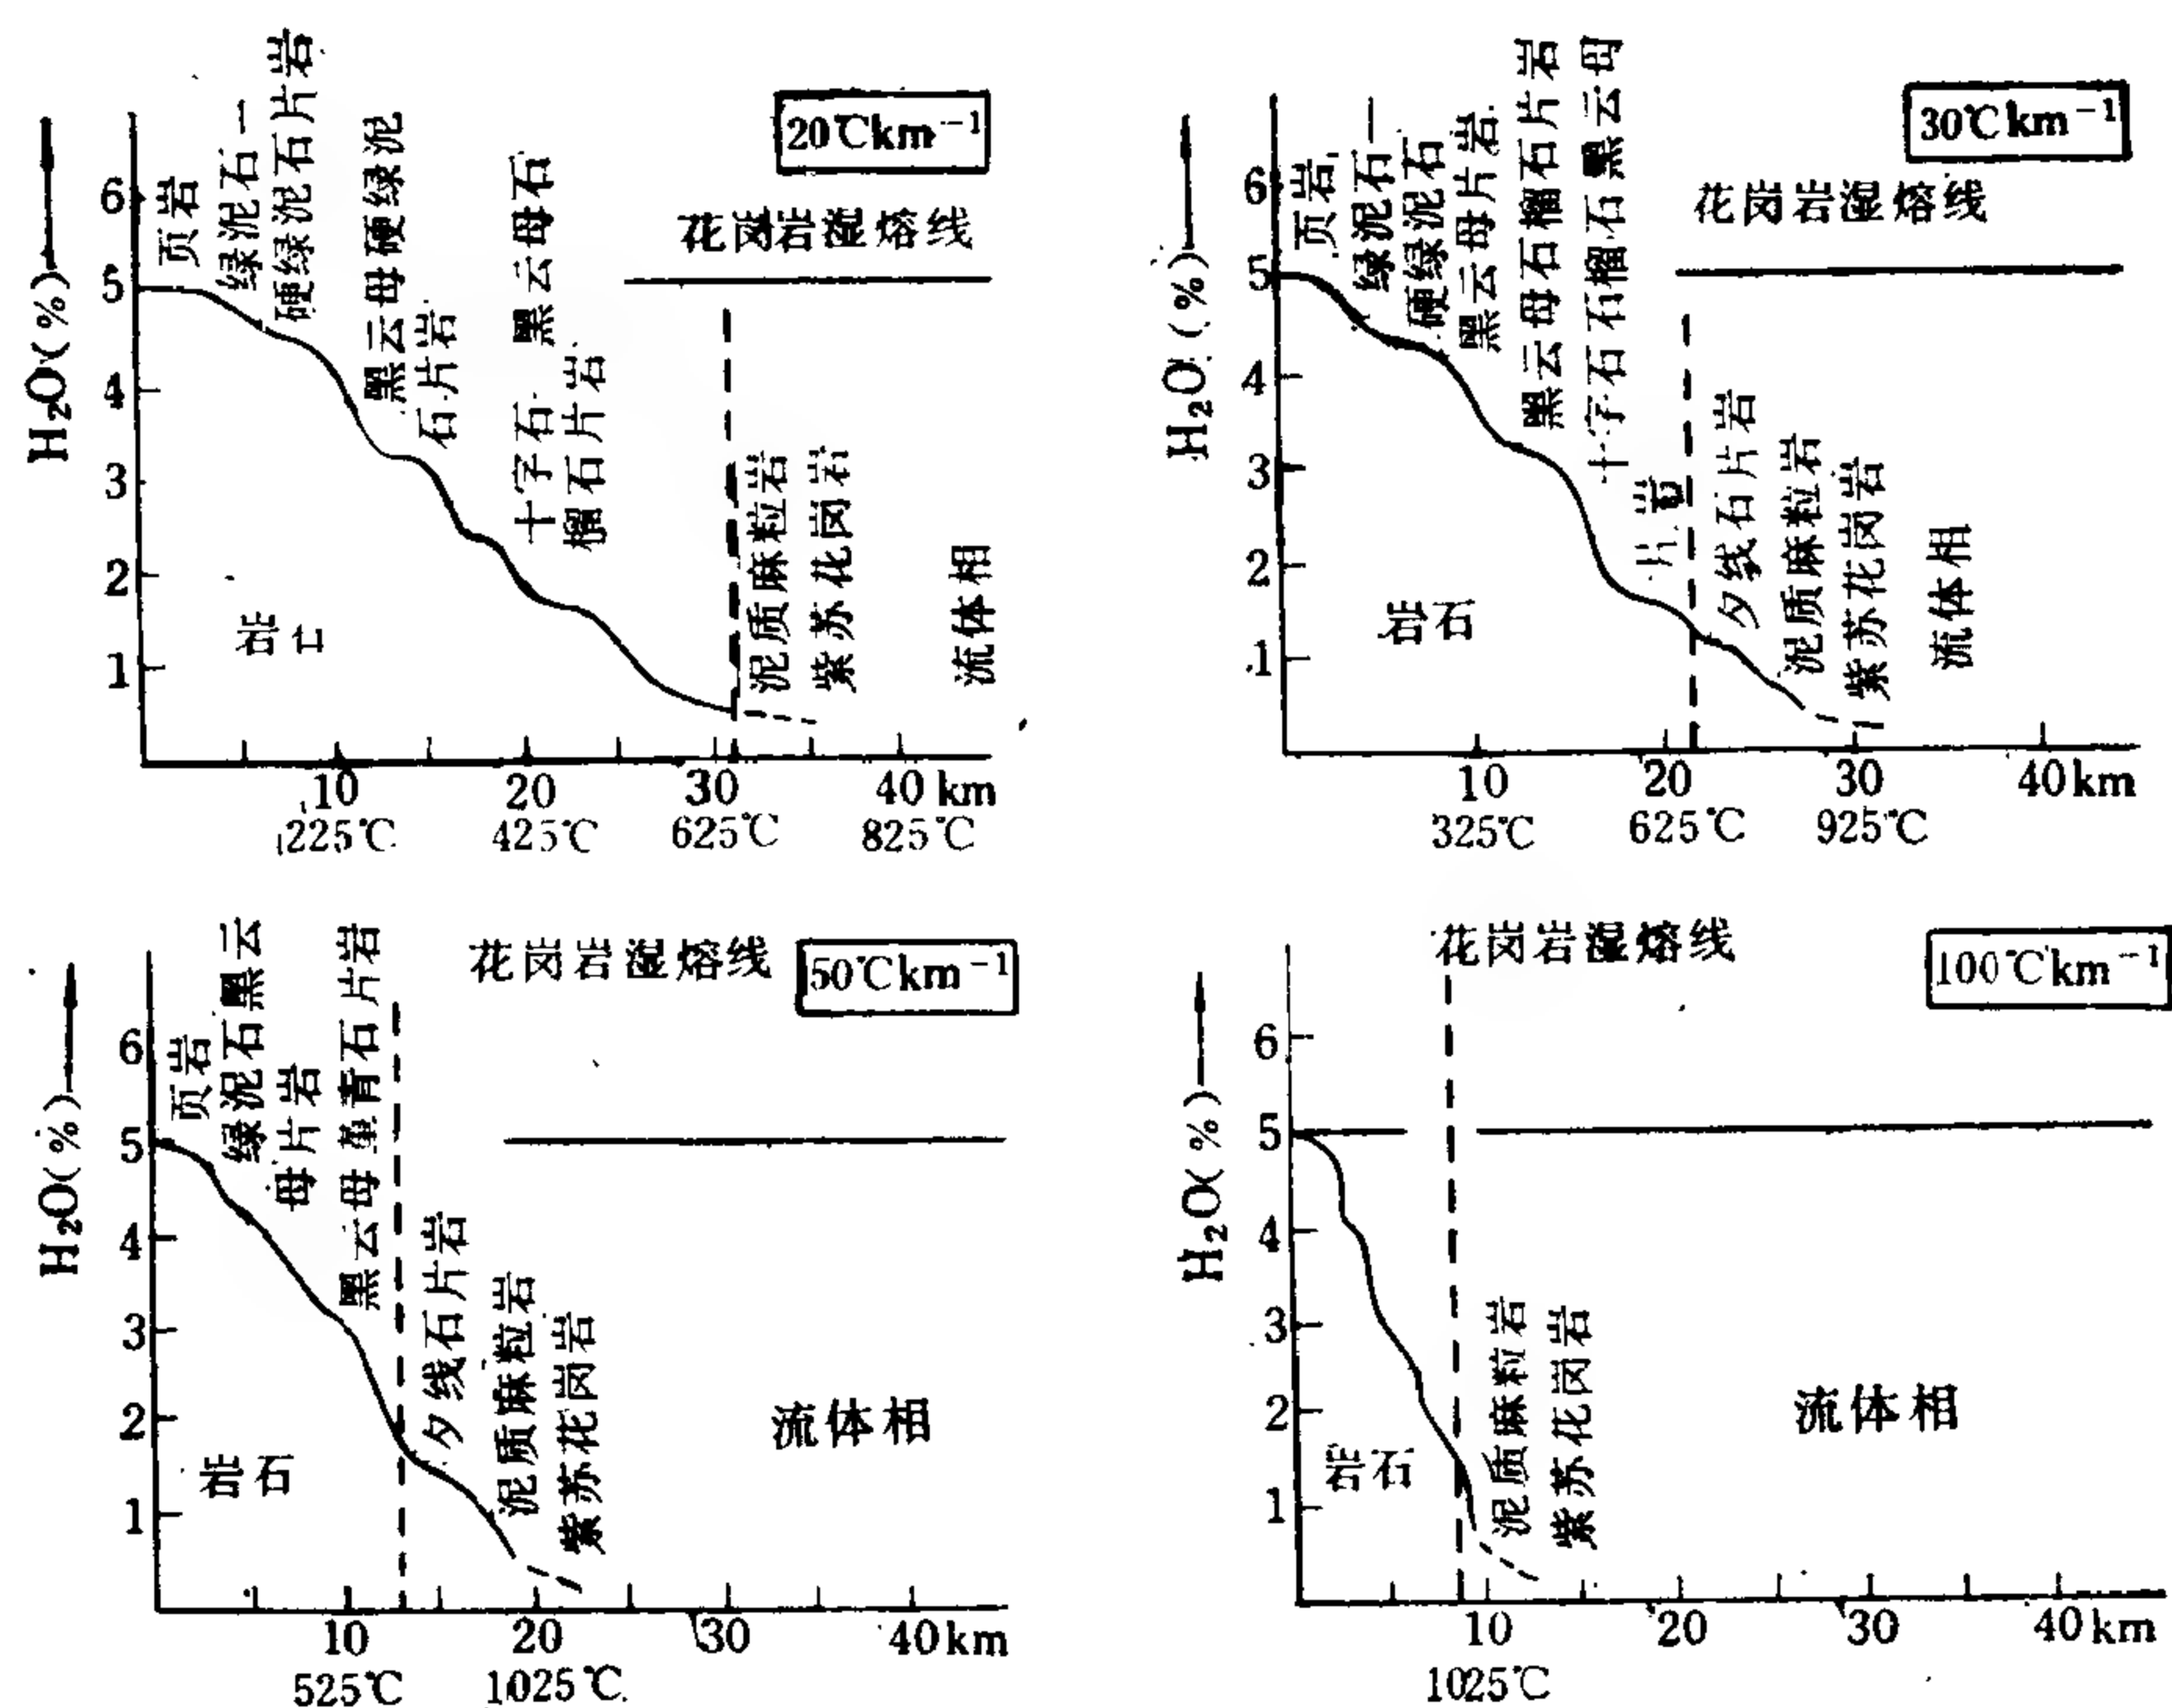 20℃km⁻¹
H₂O(%)
6
5
4
3
2
1
页岩
绿泥石—
硬绿泥石片岩
黑云母硬绿泥
石片岩
十字石 黑云母石
榴石片岩
花岗岩湿熔线
泥质麻粒岩
紫苏花岗岩
流体相
10
20
30
40 km
225℃
425℃
625℃
825℃
30℃km⁻¹
H₂O(%)
6
5
4
3
2
1
页岩
绿泥石—
硬绿泥石
黑云母片岩
黑云母石榴石片岩
十字石石榴石黑云母
片岩
花岗岩湿熔线
夕线石片岩
泥质麻粒岩
紫苏花岗岩
流体相
岩石
10
20
30
40km
325℃
625℃
925℃
50℃km⁻¹
H₂O(%)
6
5
4
3
2
1
页岩
绿泥石黑云
母片岩
黑云母堇青石片岩
花岗岩湿熔线
夕线石片岩
泥质麻粒岩
紫苏花岗岩
流体相
岩石
10
20
30
40km
525℃
1025℃
100℃km⁻¹
H₂O(%)
6
5
4
3
2
1
花岗岩湿熔线
泥质麻粒岩
紫苏花岗岩
流体相
岩石
10
20
30
40km
1025℃